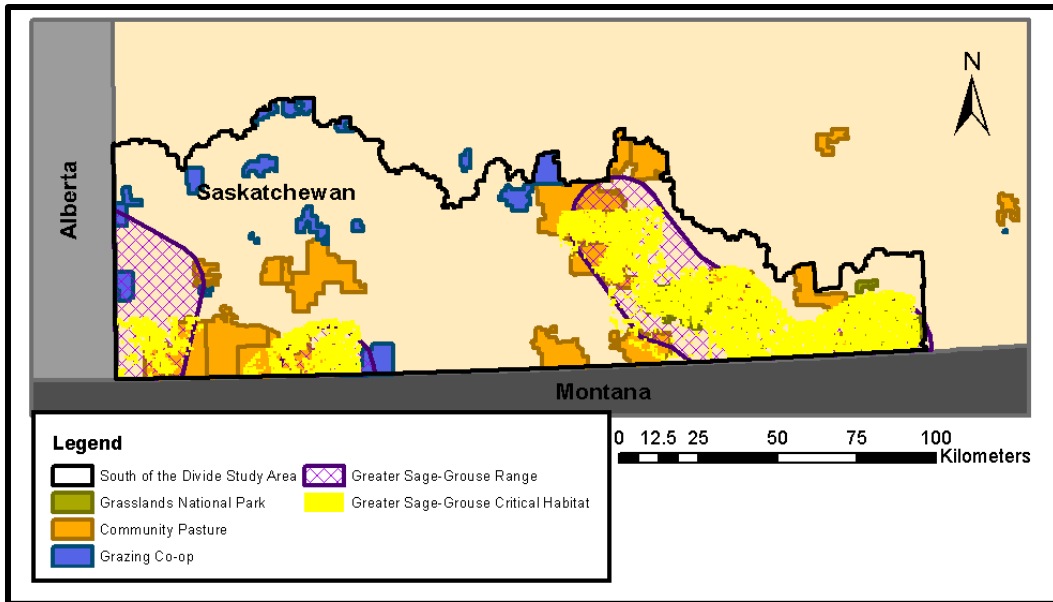 N
Alberta
Saskatchewan
Montana
Legend
South of the Divide Study Area
Grasslands National Park
Community Pasture
Grazing Co-op
Greater Sage-Grouse Range
Greater Sage-Grouse Critical Habitat
0 12.5 25 50 75 100
Kilometers